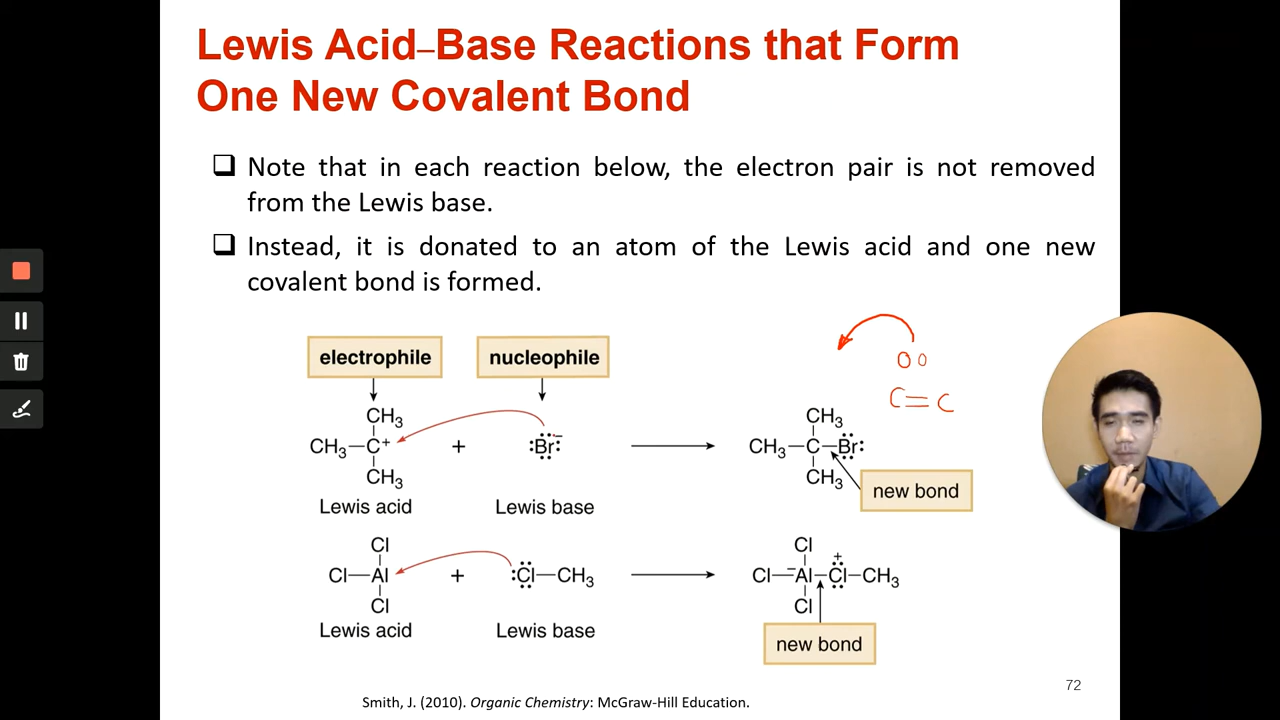 Lewis Acid–Base Reactions that Form
One New Covalent Bond
❑ Note that in each reaction below, the electron pair is not removed
from the Lewis base.
❑ Instead, it is donated to an atom of the Lewis acid and one new
covalent bond is formed.
electrophile
nucleophile
CH₃
CH₃—C⁺
CH₃
+
:Br:⁻
CH₃
CH₃—C—Br:
CH₃
C=C
new bond
Lewis acid
Lewis base
Cl
Cl—Al
Cl
+
:Cl—CH₃
Cl +
Cl—⁻Al—Cl—CH₃
Cl
Lewis acid
Lewis base
new bond
72
Smith, J. (2010). Organic Chemistry: McGraw-Hill Education.